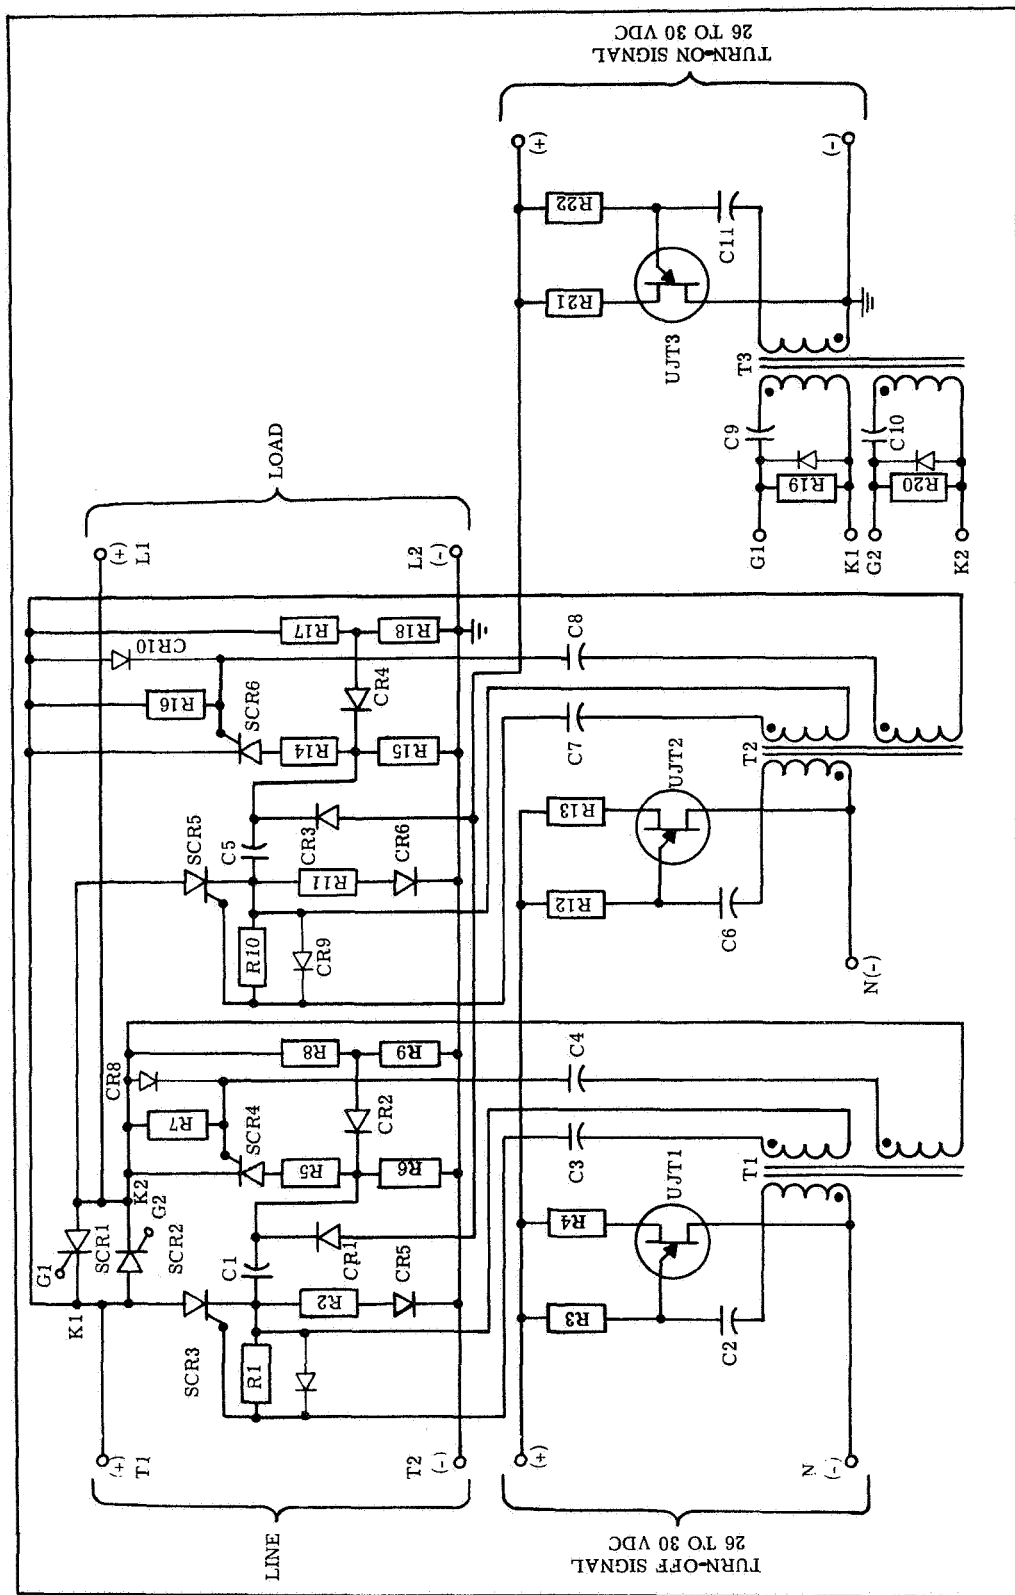 TURN-ON SIGNAL
26 TO 30 VDC
(+)
(-)
R22
C11
R21
UJT3
T3
C9
C10
R19
R20
G1
K1
G2
K2
LOAD
(+)
L1
L2
(-)
R17
R18
CR10
R16
SCR6
CR4
R14
R15
C8
C7
SCR5
C5
CR3
R11
CR6
R10
CR9
UJT2
T2
R13
R12
C6
N(-)
CR8
R8
R9
R7
SCR4
CR2
R5
R6
C4
C3
K2
G2
G1
SCR1
SCR2
K1
C1
CR1
R2
CR5
SCR3
R1
UJT1
T1
R4
R3
C2
LINE
(+)
T1
T2
(-)
(+)
N
(-)
TURN-OFF SIGNAL
26 TO 30 VDC